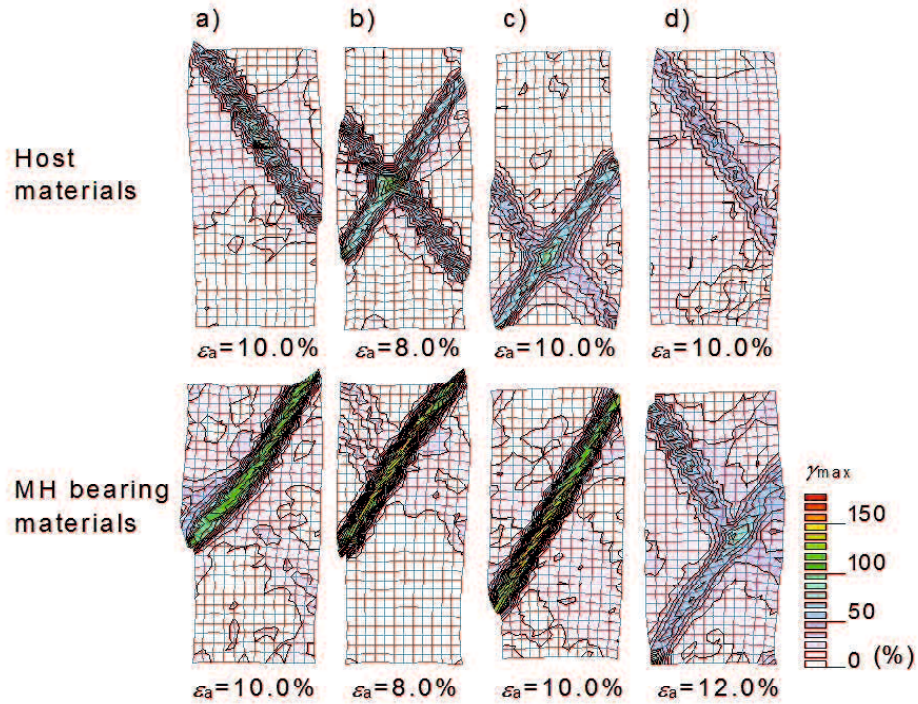 a) b) c) d)
Host
materials
εa=10.0% εa=8.0% εa=10.0% εa=10.0%
MH bearing
materials
γmax
150
100
50
0 (%)
εa=10.0% εa=8.0% εa=10.0% εa=12.0%